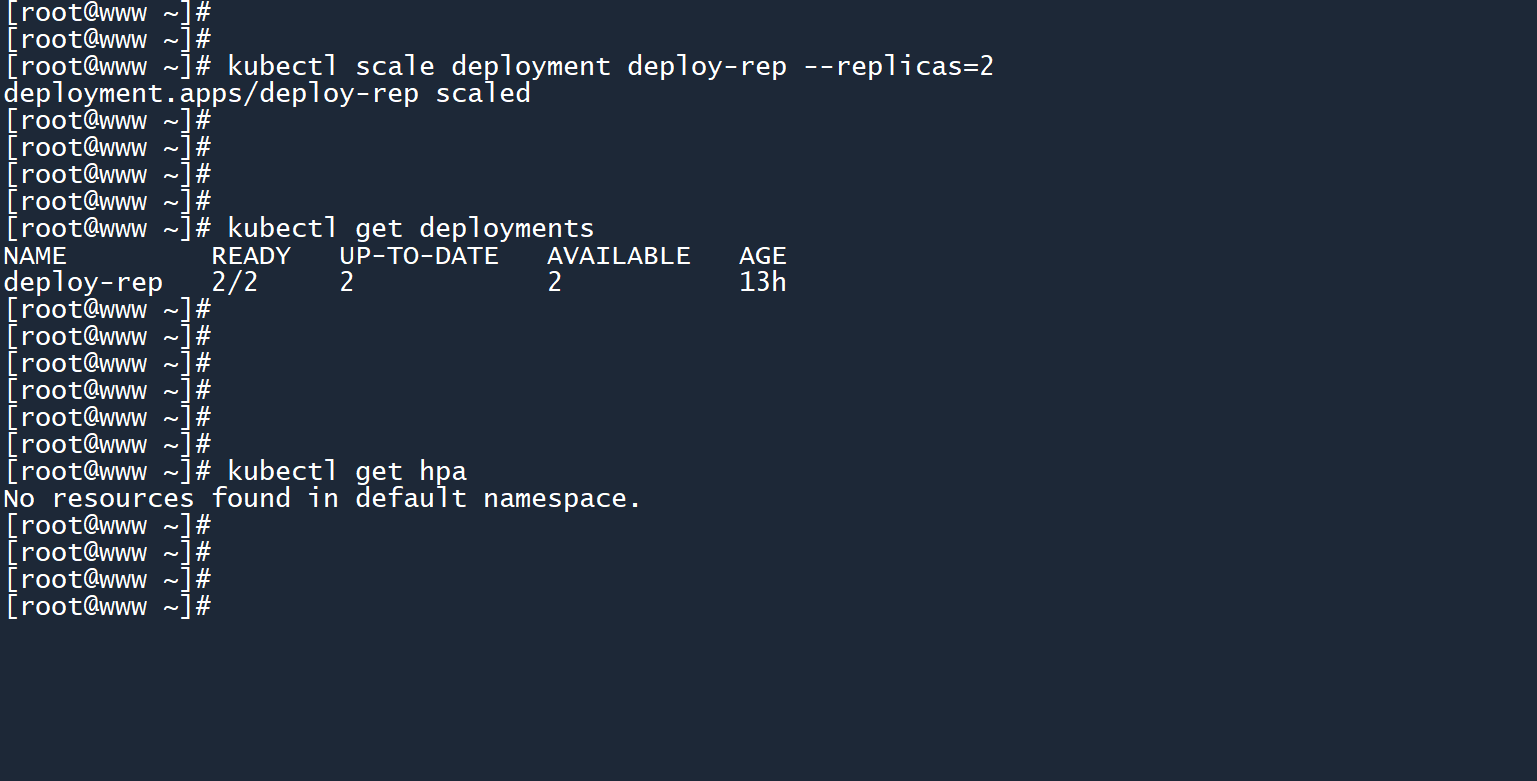 [root@www ~]#
[root@www ~]#
[root@www ~]# kubectl scale deployment deploy-rep --replicas=2
deployment.apps/deploy-rep scaled
[root@www ~]#
[root@www ~]#
[root@www ~]#
[root@www ~]#
[root@www ~]# kubectl get deployments
NAME         READY   UP-TO-DATE   AVAILABLE   AGE
deploy-rep   2/2     2            2           13h
[root@www ~]#
[root@www ~]#
[root@www ~]#
[root@www ~]#
[root@www ~]#
[root@www ~]#
[root@www ~]# kubectl get hpa
No resources found in default namespace.
[root@www ~]#
[root@www ~]#
[root@www ~]#
[root@www ~]#